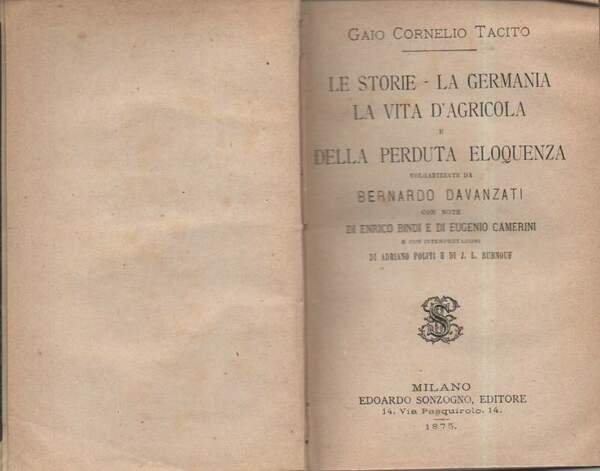 GAIO CORNELIO TACITO
LE STORIE - LA GERMANIA
LA VITA D'AGRICOLA
E
DELLA PERDUTA ELOQUENZA
VOLGARIZZATE DA
BERNARDO DAVANZATI
CON NOTE
DI ENRICO BINDI E DI EUGENIO CAMERINI
E CON INTERPRETAZIONI
DI ADRIANO POLITI E DI J. L. BURNOUF
MILANO
EDOARDO SONZOGNO, EDITORE
14. Via Pasquirolo, 14.
1875.